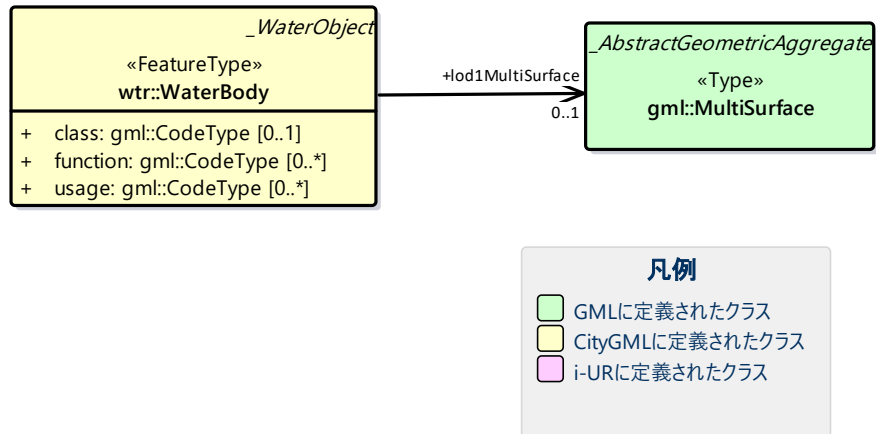 _WaterObject
«FeatureType»
wtr::WaterBody
+ class: gml::CodeType [0..1]
+ function: gml::CodeType [0..*]
+ usage: gml::CodeType [0..*]
+lod1MultiSurface
0..1
_AbstractGeometricAggregate
«Type»
gml::MultiSurface
凡例
GMLに定義されたクラス
CityGMLに定義されたクラス
i-URに定義されたクラス